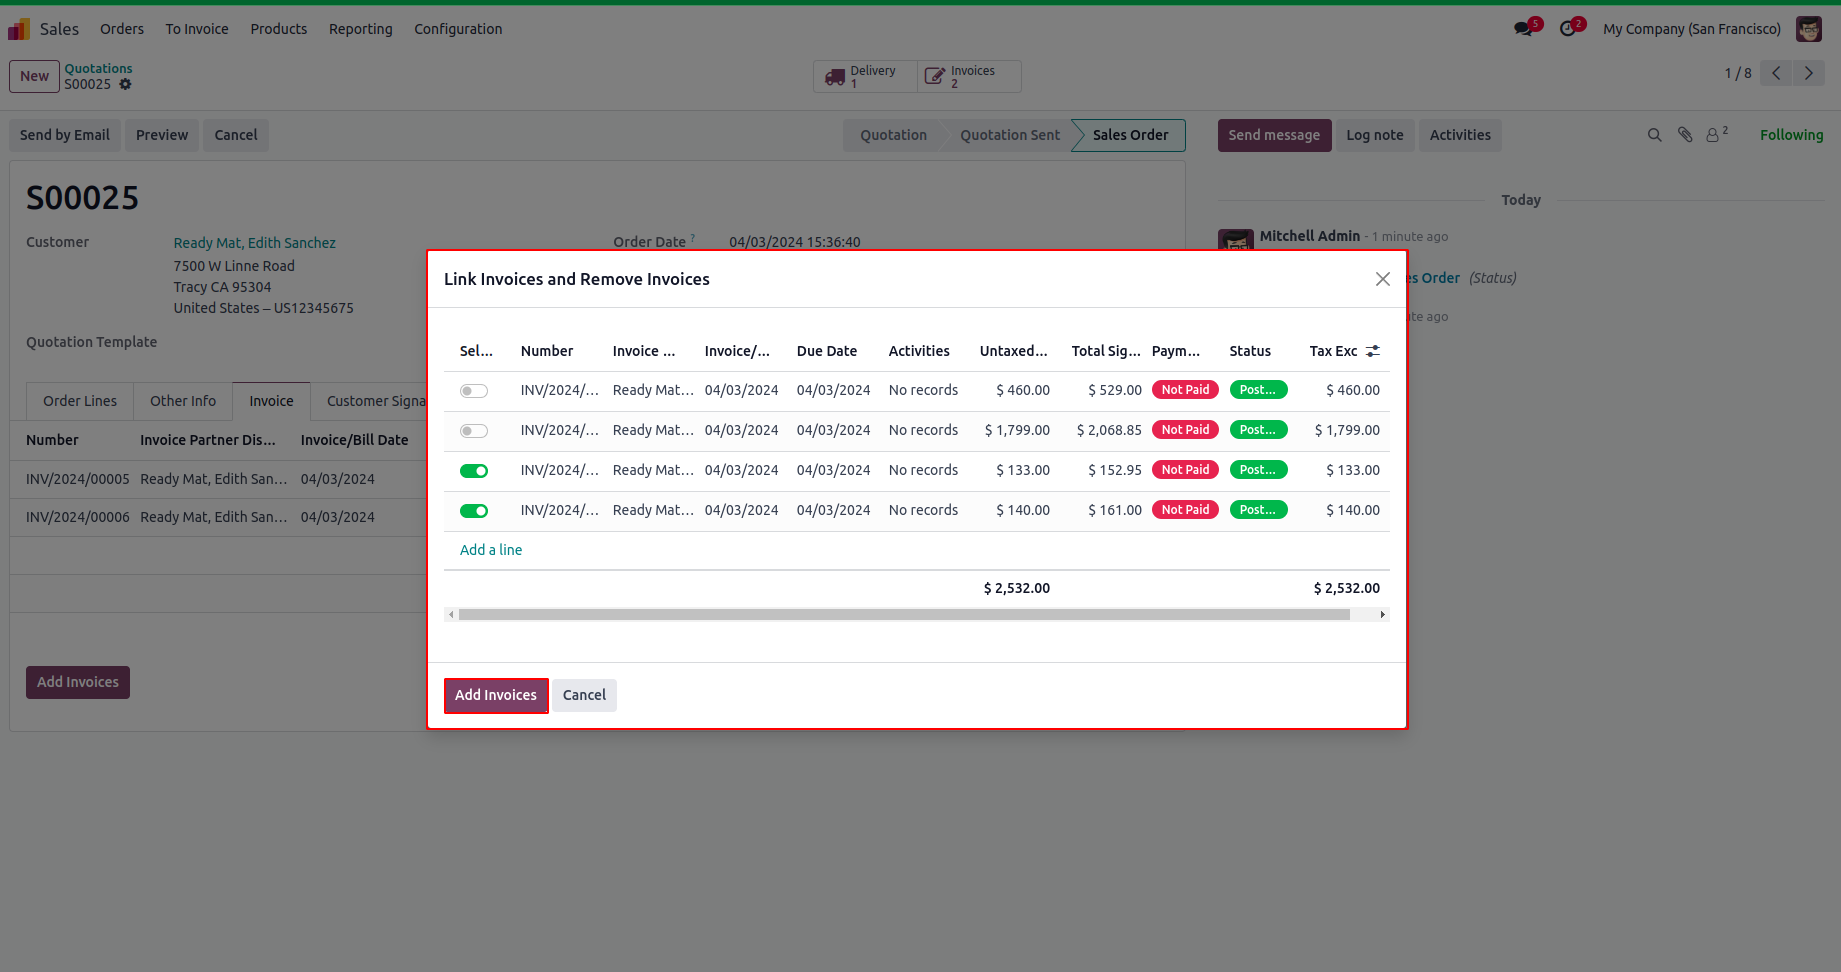 Sales Orders To Invoice Products Reporting Configuration 5 2 My Company (San Francisco)
New Quotations S00025 Delivery 1 Invoices 2 1 / 8
Send by Email Preview Cancel Quotation Quotation Sent Sales Order Send message Log note Activities 2 Following
S00025
Today
Customer Ready Mat, Edith Sanchez Order Date ? 04/03/2024 15:36:40
Mitchell Admin - 1 minute ago
7500 W Linne Road
Tracy CA 95304
United States – US12345675
es Order (Status)
ute ago
Quotation Template
Order Lines Other Info Invoice Customer Signa
Number Invoice Partner Dis... Invoice/Bill Date
INV/2024/00005 Ready Mat, Edith San... 04/03/2024
INV/2024/00006 Ready Mat, Edith San... 04/03/2024
Add Invoices
Link Invoices and Remove Invoices
Sel... Number Invoice ... Invoice/... Due Date Activities Untaxed... Total Sig... Paym... Status Tax Exc
INV/2024/... Ready Mat... 04/03/2024 04/03/2024 No records $ 460.00 $ 529.00 Not Paid Post... $ 460.00
INV/2024/... Ready Mat... 04/03/2024 04/03/2024 No records $ 1,799.00 $ 2,068.85 Not Paid Post... $ 1,799.00
INV/2024/... Ready Mat... 04/03/2024 04/03/2024 No records $ 133.00 $ 152.95 Not Paid Post... $ 133.00
INV/2024/... Ready Mat... 04/03/2024 04/03/2024 No records $ 140.00 $ 161.00 Not Paid Post... $ 140.00
Add a line
$ 2,532.00 $ 2,532.00
Add Invoices Cancel